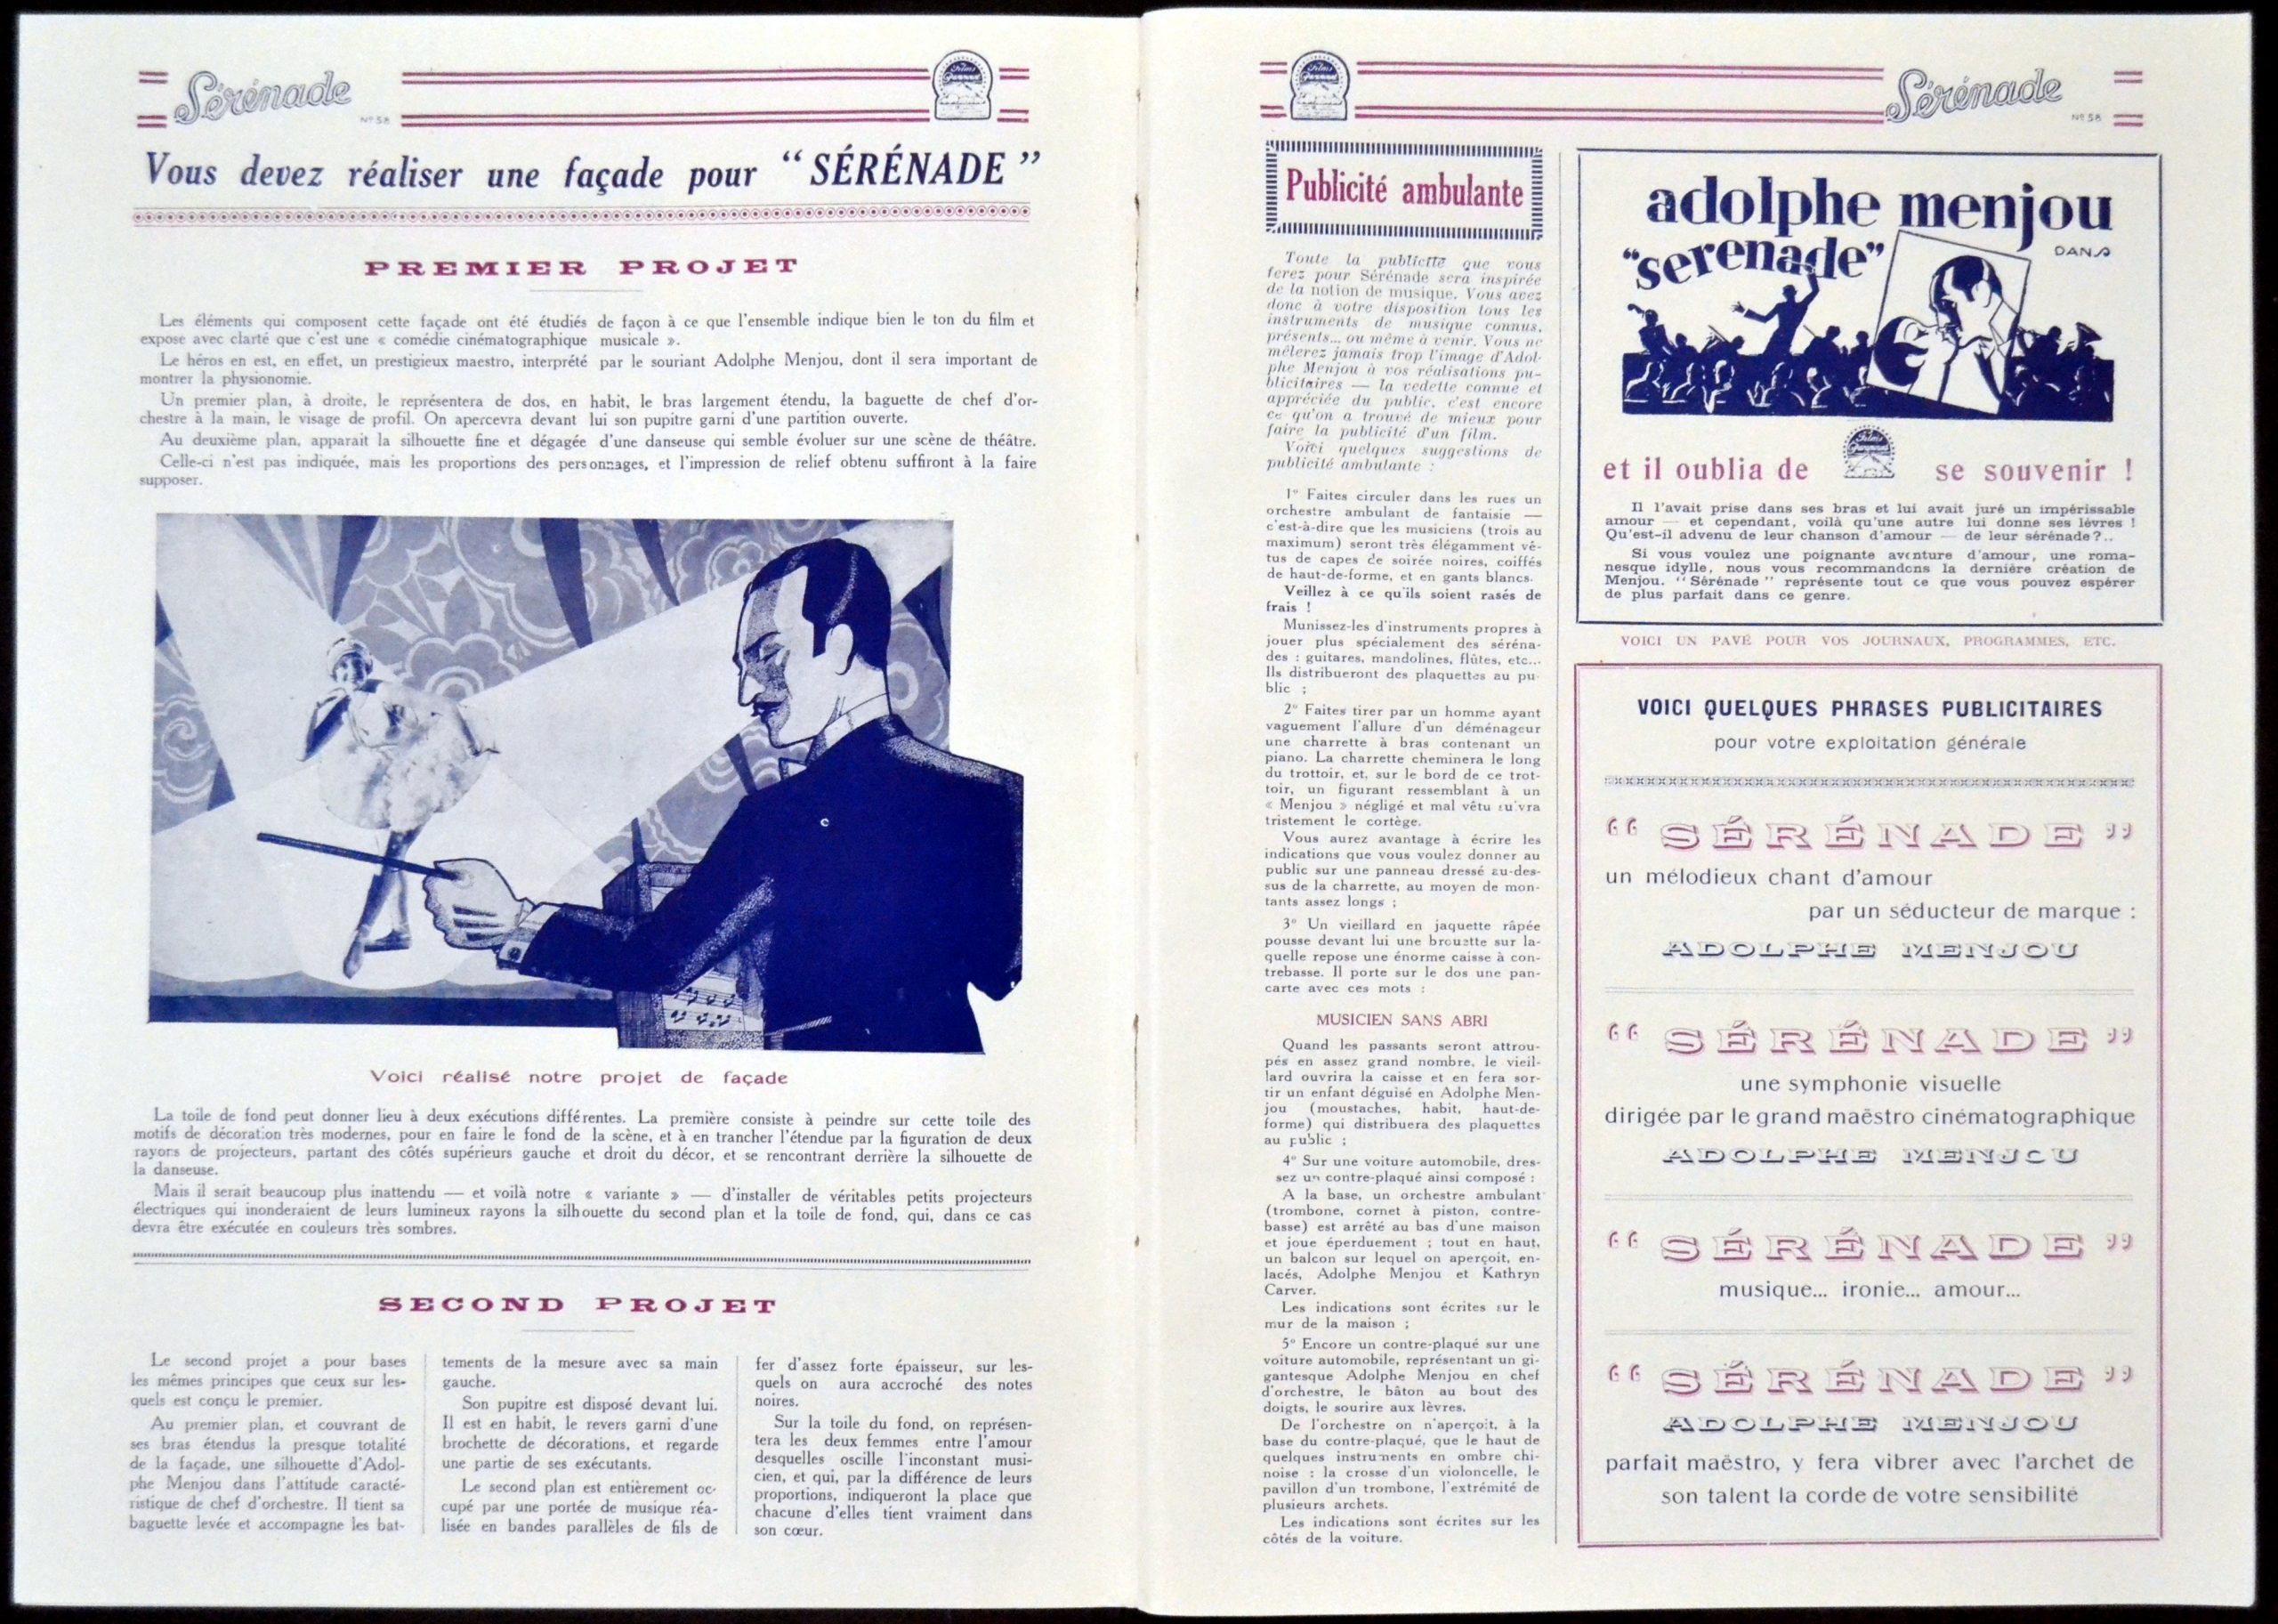 Sérénade
N° 58
Films
Paramount
Vous devez réaliser une façade pour “ SÉRÉNADE ”
PREMIER PROJET
Les éléments qui composent cette façade ont été étudiés de façon à ce que l'ensemble indique bien le ton du film et
expose avec clarté que c'est une « comédie cinématographique musicale ».
Le héros en est, en effet, un prestigieux maestro, interprété par le souriant Adolphe Menjou, dont il sera important de
montrer la physionomie.
Un premier plan, à droite, le représentera de dos, en habit, le bras largement étendu, la baguette de chef d'or-
chestre à la main, le visage de profil. On apercevra devant lui son pupitre garni d'une partition ouverte.
Au deuxième plan, apparait la silhouette fine et dégagée d'une danseuse qui semble évoluer sur une scène de théâtre.
Celle-ci n'est pas indiquée, mais les proportions des personnages, et l'impression de relief obtenu suffiront à la faire
supposer.
Voici réalisé notre projet de façade
La toile de fond peut donner lieu à deux exécutions différentes. La première consiste à peindre sur cette toile des
motifs de décoration très modernes, pour en faire le fond de la scène, et à en trancher l'étendue par la figuration de deux
rayons de projecteurs, partant des côtés supérieurs gauche et droit du décor, et se rencontrant derrière la silhouette de
la danseuse.
Mais il serait beaucoup plus inattendu — et voilà notre « variante » — d'installer de véritables petits projecteurs
électriques qui inonderaient de leurs lumineux rayons la silhouette du second plan et la toile de fond, qui, dans ce cas
devra être exécutée en couleurs très sombres.
SECOND PROJET
Le second projet a pour bases
les mêmes principes que ceux sur les-
quels est conçu le premier.
Au premier plan, et couvrant de
ses bras étendus la presque totalité
de la façade, une silhouette d'Adol-
phe Menjou dans l'attitude caracté-
ristique de chef d'orchestre. Il tient sa
baguette levée et accompagne les bat-
tements de la mesure avec sa main
gauche.
Son pupitre est disposé devant lui.
Il est en habit, le revers garni d'une
brochette de décorations, et regarde
une partie de ses exécutants.
Le second plan est entièrement oc-
cupé par une portée de musique réa-
lisée en bandes parallèles de fils de
fer d'assez forte épaisseur, sur les-
quels on aura accroché des notes
noires.
Sur la toile du fond, on représen-
tera les deux femmes entre l'amour
desquelles oscille l'inconstant musi-
cien, et qui, par la différence de leurs
proportions, indiqueront la place que
chacune d'elles tient vraiment dans
son cœur.
Films
Paramount
Sérénade
N° 58
Publicité ambulante
Toute la publicité que vous
ferez pour Sérénade sera inspirée
de la notion de musique. Vous avez
donc à votre disposition tous les
instruments de musique connus,
présents... ou même à venir. Vous ne
mêlerez jamais trop l'image d'Adol-
phe Menjou à vos réalisations pu-
blicitaires — la vedette connue et
appréciée du public, c'est encore
ce qu'on a trouvé de mieux pour
faire la publicité d'un film.
Voici quelques suggestions de
publicité ambulante :
1° Faites circuler dans les rues un
orchestre ambulant de fantaisie —
c'est-à-dire que les musiciens (trois au
maximum) seront très élégamment vê-
tus de capes de soirée noires, coiffés
de haut-de-forme, et en gants blancs.
Veillez à ce qu'ils soient rasés de
frais !
Munissez-les d'instruments propres à
jouer plus spécialement des séréna-
des : guitares, mandolines, flûtes, etc...
Ils distribueront des plaquettes au pu-
blic ;
2° Faites tirer par un homme ayant
vaguement l'allure d'un déménageur
une charrette à bras contenant un
piano. La charrette cheminera le long
du trottoir, et, sur le bord de ce trot-
toir, un figurant ressemblant à un
« Menjou » négligé et mal vêtu suivra
tristement le cortège.
Vous aurez avantage à écrire les
indications que vous voulez donner au
public sur une panneau dressé au-des-
sus de la charrette, au moyen de mon-
tants assez longs ;
3° Un vieillard en jaquette râpée
pousse devant lui une brouette sur la-
quelle repose une énorme caisse à con-
trebasse. Il porte sur le dos une pan-
carte avec ces mots :
MUSICIEN SANS ABRI
Quand les passants seront attrou-
pés en assez grand nombre, le vieil-
lard ouvrira la caisse et en fera sor-
tir un enfant déguisé en Adolphe Men-
jou (moustaches, habit, haut-de-
forme) qui distribuera des plaquettes
au public ;
4° Sur une voiture automobile, dres-
sez un contre-plaqué ainsi composé :
A la base, un orchestre ambulant
(trombone, cornet à piston, contre-
basse) est arrêté au bas d'une maison
et joue éperduement ; tout en haut,
un balcon sur lequel on aperçoit, en-
lacés, Adolphe Menjou et Kathryn
Carver.
Les indications sont écrites sur le
mur de la maison ;
5° Encore un contre-plaqué sur une
voiture automobile, représentant un gi-
gantesque Adolphe Menjou en chef
d'orchestre, le bâton au bout des
doigts, le sourire aux lèvres.
De l'orchestre on n'aperçoit, à la
base du contre-plaqué, que le haut de
quelques instruments en ombre chi-
noise : la crosse d'un violoncelle, le
pavillon d'un trombone, l'extrémité de
plusieurs archets.
Les indications sont écrites sur les
côtés de la voiture.
adolphe menjou
DANS
“serenade”
et il oublia de
Films
Paramount
se souvenir !
Il l'avait prise dans ses bras et lui avait juré un impérissable
amour — et cependant, voilà qu'une autre lui donne ses lèvres !
Qu'est-il advenu de leur chanson d'amour — de leur sérénade ?..
Si vous voulez une poignante aventure d'amour, une roma-
nesque idylle, nous vous recommandons la dernière création de
Menjou. “ Sérénade ” représente tout ce que vous pouvez espérer
de plus parfait dans ce genre.
VOICI UN PAVÉ POUR VOS JOURNAUX, PROGRAMMES, ETC.
VOICI QUELQUES PHRASES PUBLICITAIRES
pour votre exploitation générale
“ SÉRÉNADE ”
un mélodieux chant d'amour
par un séducteur de marque :
ADOLPHE MENJOU
“ SÉRÉNADE ”
une symphonie visuelle
dirigée par le grand maëstro cinématographique
ADOLPHE MENJOU
“ SÉRÉNADE ”
musique... ironie... amour...
“ SÉRÉNADE ”
ADOLPHE MENJOU
parfait maëstro, y fera vibrer avec l'archet de
son talent la corde de votre sensibilité